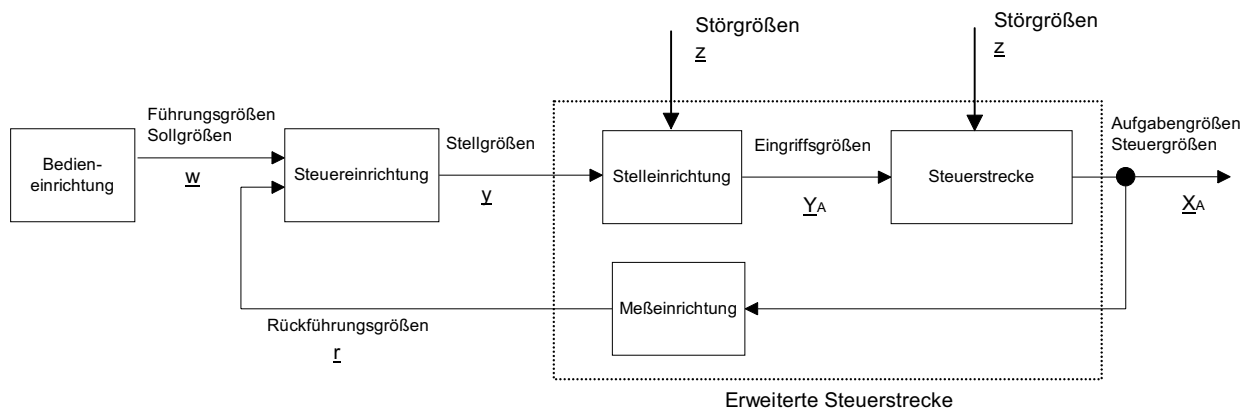 Störgrößen
z
Störgrößen
z
Führungsgrößen
Sollgrößen
w
Bedien-
einrichtung
Steuereinrichtung
Stellgrößen
y
Stelleinrichtung
Eingriffsgrößen
YA
Steuerstrecke
Aufgabengrößen
Steuergrößen
XA
Meßeinrichtung
Rückführungsgrößen
r
Erweiterte Steuerstrecke